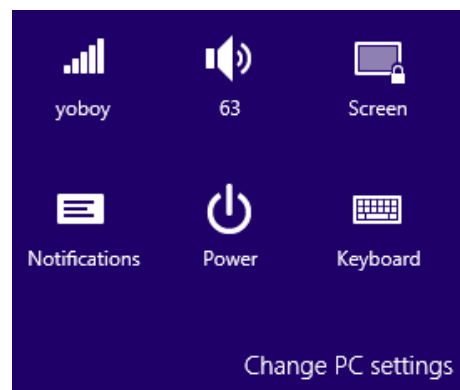 yoboy 63 Screen
Notifications Power Keyboard
Change PC settings